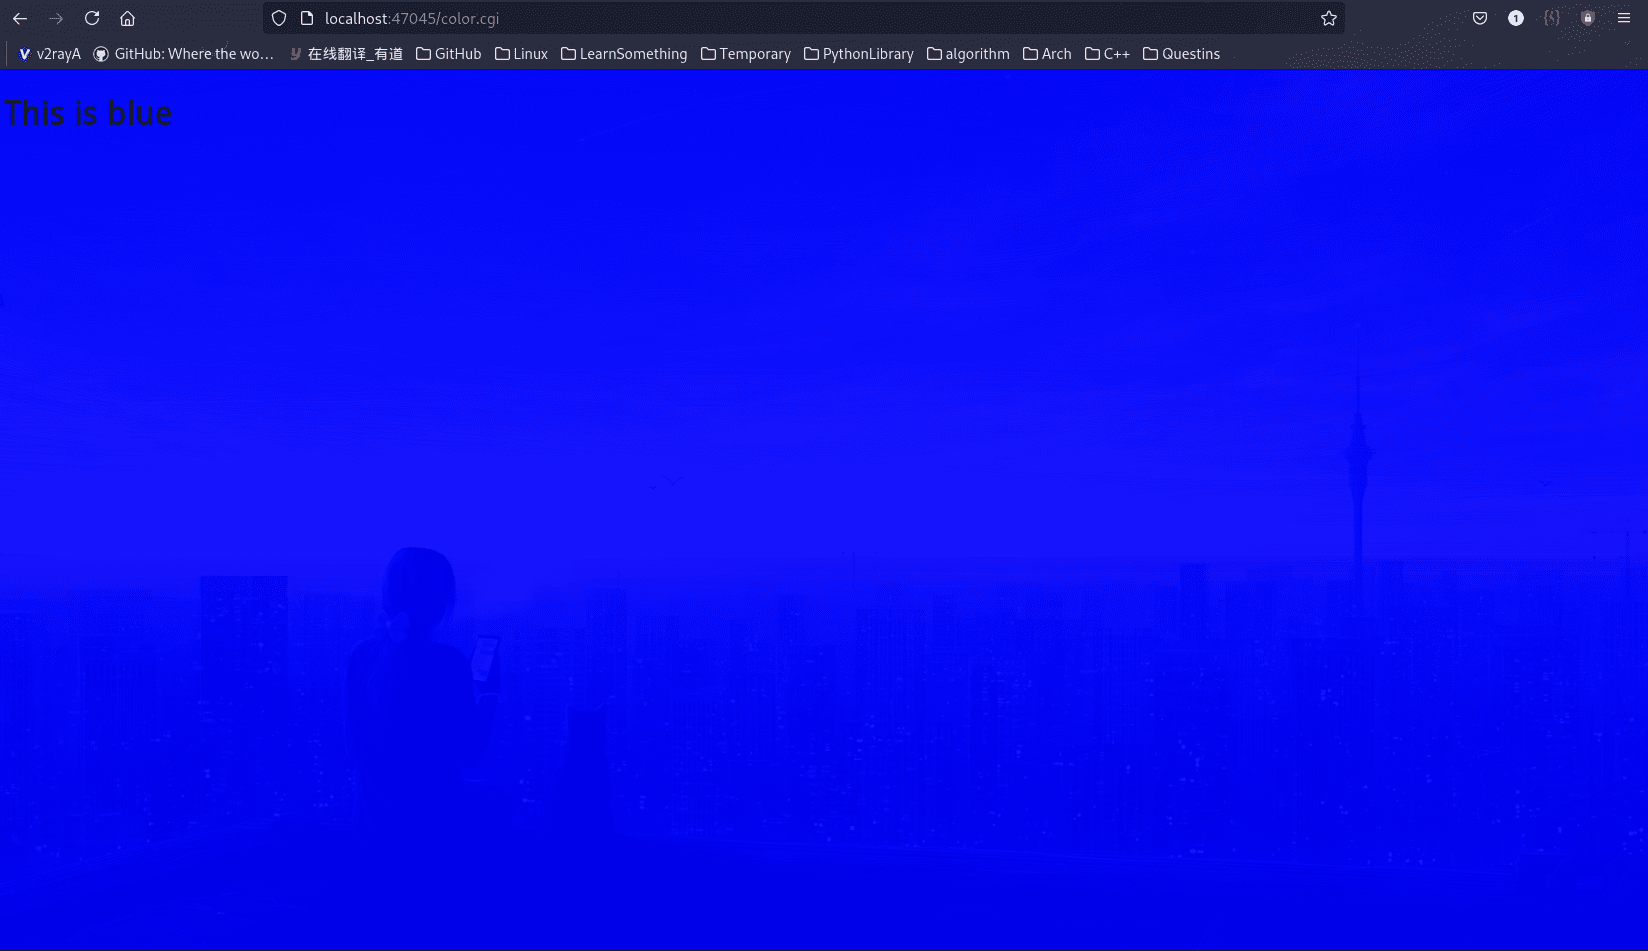 localhost:47045/color.cgi
1
v2rayA GitHub: Where the wo... 在线翻译_有道 GitHub Linux LearnSomething Temporary PythonLibrary algorithm Arch C++ Questins
This is blue